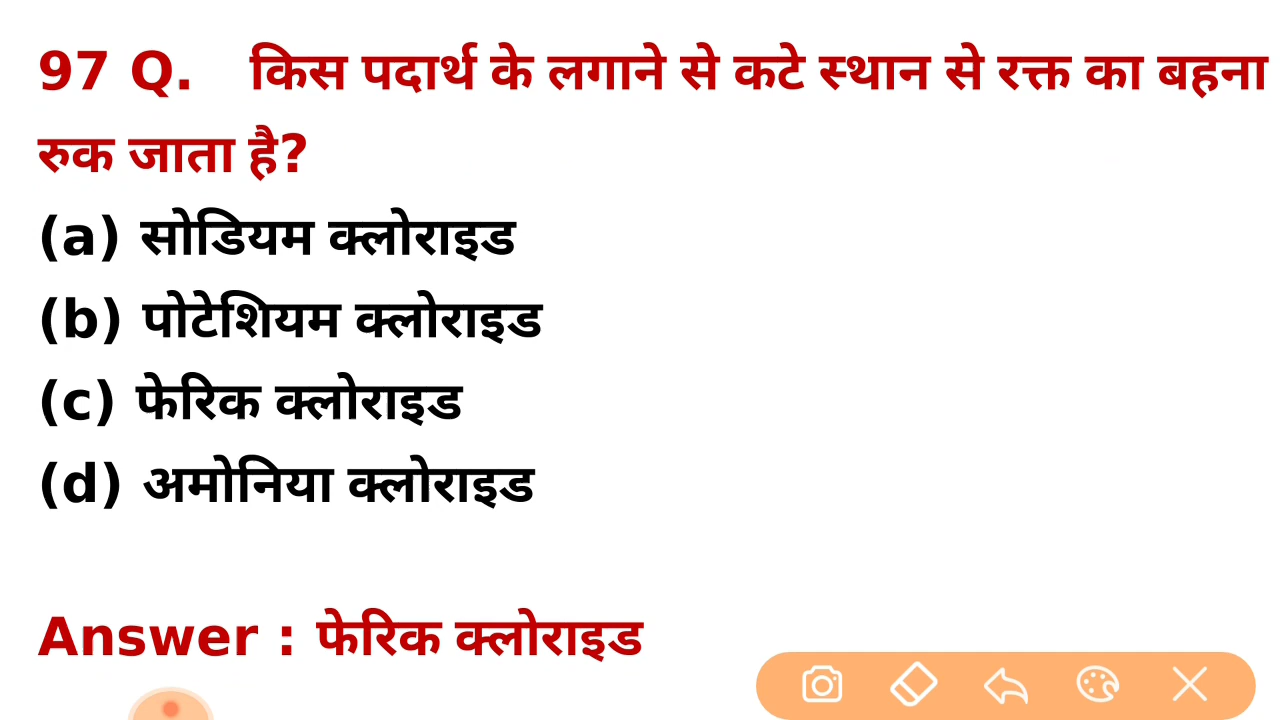 97 Q. किस पदार्थ के लगाने से कटे स्थान से रक्त का बहना
रुक जाता है?
(a) सोडियम क्लोराइड
(b) पोटेशियम क्लोराइड
(c) फेरिक क्लोराइड
(d) अमोनिया क्लोराइड
Answer : फेरिक क्लोराइड